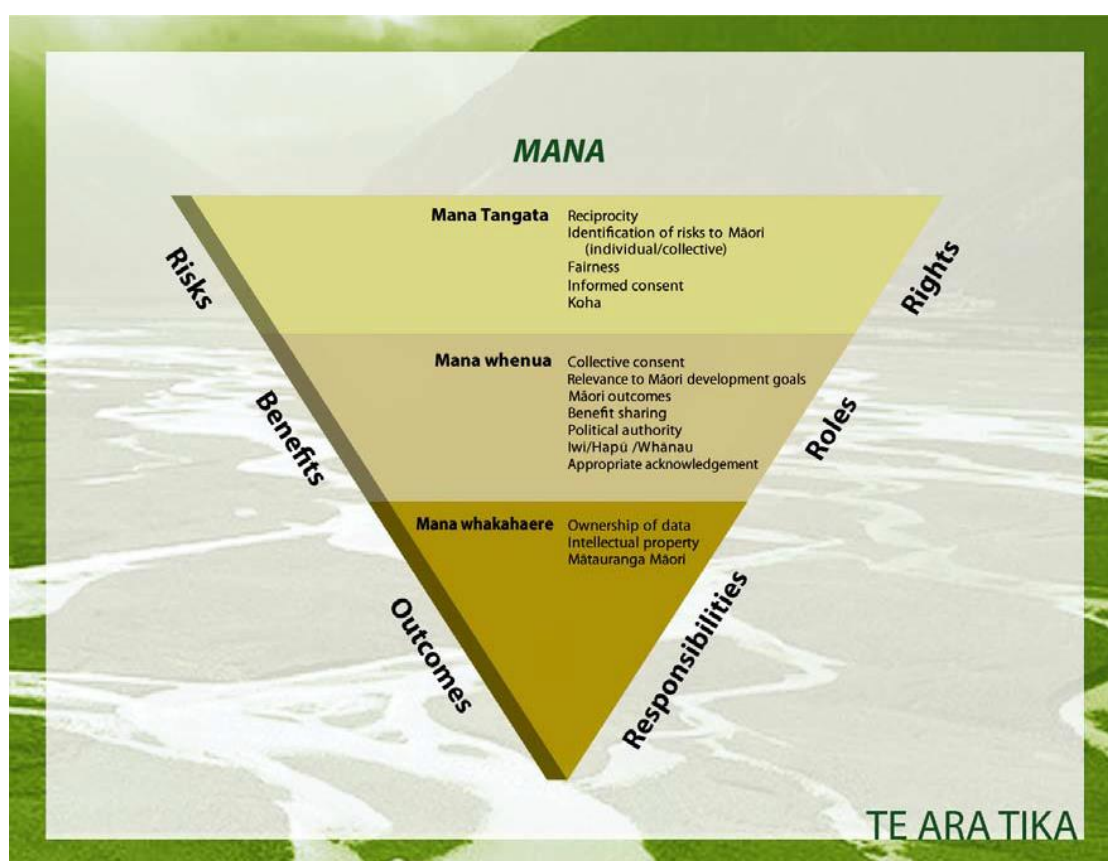 MANA
Mana Tangata
Reciprocity
Identification of risks to Māori
(individual/collective)
Fairness
Informed consent
Koha
Risks
Rights
Mana whenua
Collective consent
Relevance to Māori development goals
Māori outcomes
Benefit sharing
Political authority
Iwi/Hapū /Whānau
Appropriate acknowledgement
Benefits
Roles
Mana whakahaere
Ownership of data
Intellectual property
Mātauranga Māori
Outcomes
Responsibilities
TE ARA TIKA